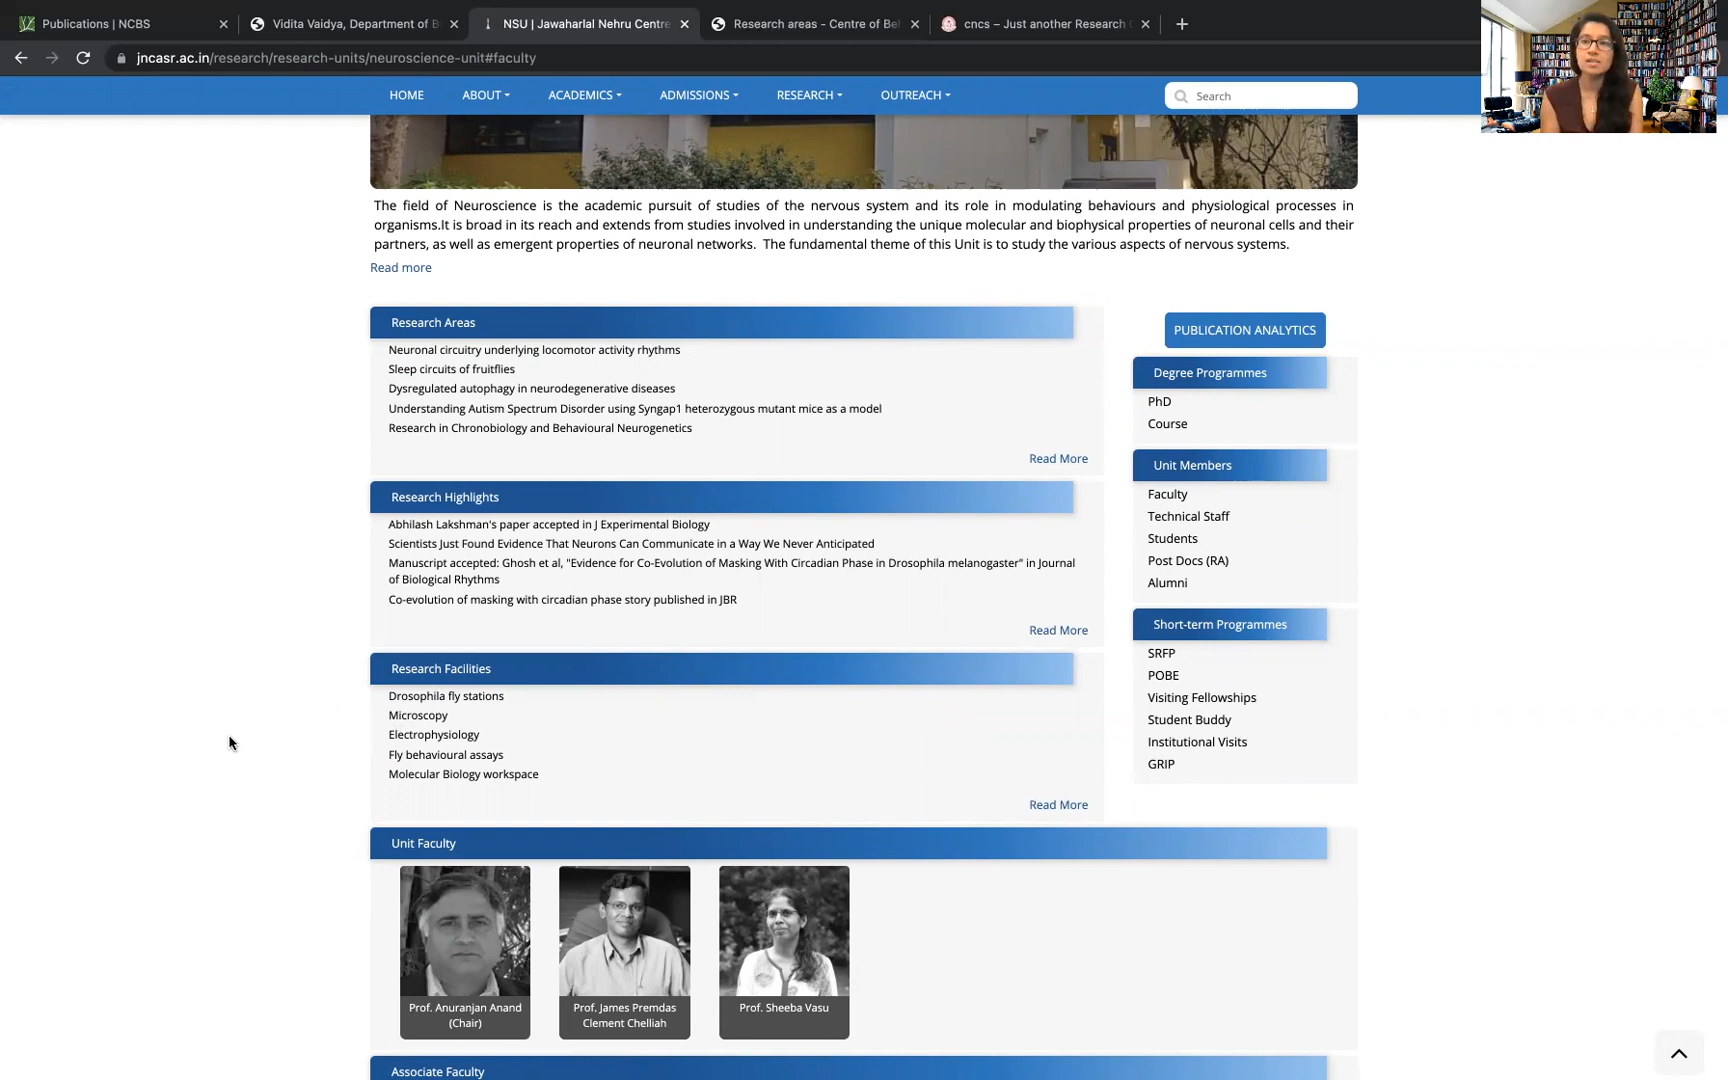 Publications | NCBS
Vidita Vaidya, Department of B
NSU | Jawaharlal Nehru Centre
Research areas - Centre of Beh
cncs – Just another Research C
jncasr.ac.in/research/research-units/neuroscience-unit#faculty
HOME ABOUT ACADEMICS ADMISSIONS RESEARCH OUTREACH Search
The field of Neuroscience is the academic pursuit of studies of the nervous system and its role in modulating behaviours and physiological processes in
organisms.It is broad in its reach and extends from studies involved in understanding the unique molecular and biophysical properties of neuronal cells and their
partners, as well as emergent properties of neuronal networks. The fundamental theme of this Unit is to study the various aspects of nervous systems.
Read more
Research Areas
Neuronal circuitry underlying locomotor activity rhythms
Sleep circuits of fruitflies
Dysregulated autophagy in neurodegenerative diseases
Understanding Autism Spectrum Disorder using Syngap1 heterozygous mutant mice as a model
Research in Chronobiology and Behavioural Neurogenetics
Read More
Research Highlights
Abhilash Lakshman's paper accepted in J Experimental Biology
Scientists Just Found Evidence That Neurons Can Communicate in a Way We Never Anticipated
Manuscript accepted: Ghosh et al, "Evidence for Co-Evolution of Masking With Circadian Phase in Drosophila melanogaster" in Journal
of Biological Rhythms
Co-evolution of masking with circadian phase story published in JBR
Read More
Research Facilities
Drosophila fly stations
Microscopy
Electrophysiology
Fly behavioural assays
Molecular Biology workspace
Read More
PUBLICATION ANALYTICS
Degree Programmes
PhD
Course
Unit Members
Faculty
Technical Staff
Students
Post Docs (RA)
Alumni
Short-term Programmes
SRFP
POBE
Visiting Fellowships
Student Buddy
Institutional Visits
GRIP
Unit Faculty
Prof. Anuranjan Anand
(Chair)
Prof. James Premdas
Clement Chelliah
Prof. Sheeba Vasu
Associate Faculty